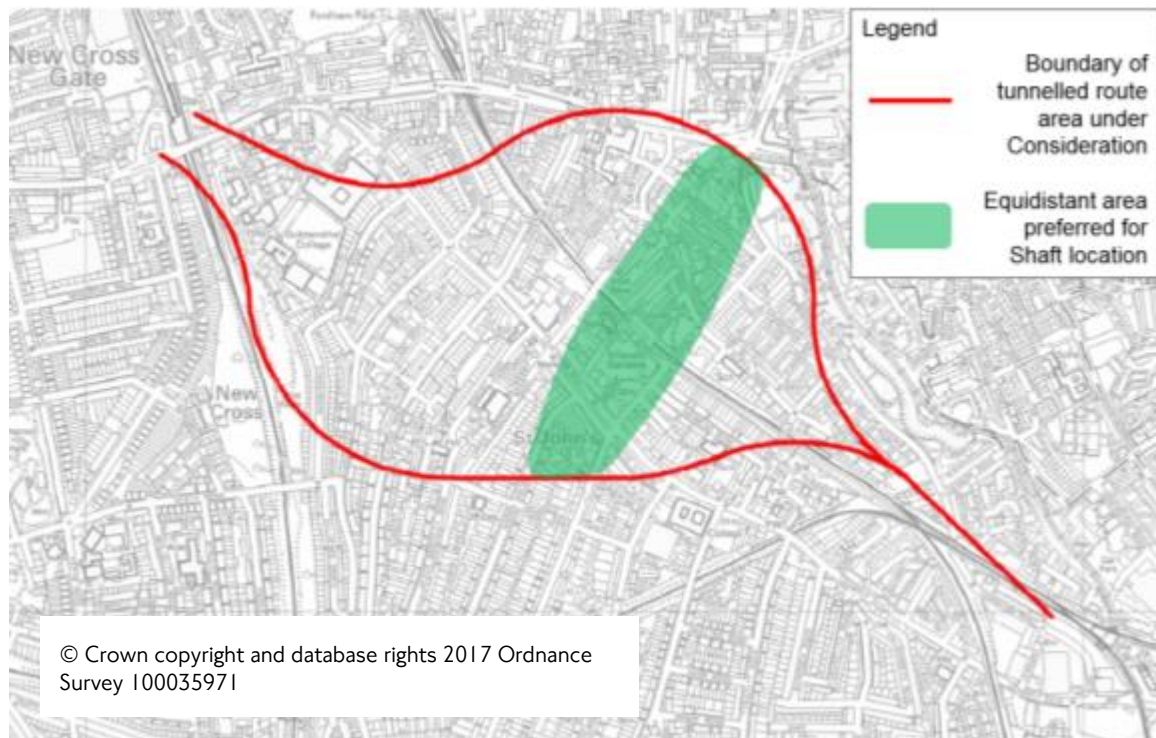 New Cross
Gate
Legend
Boundary of
tunnelled route
area under
Consideration
Equidistant area
preferred for
Shaft location
New
Cross
St John's
© Crown copyright and database rights 2017 Ordnance
Survey 100035971